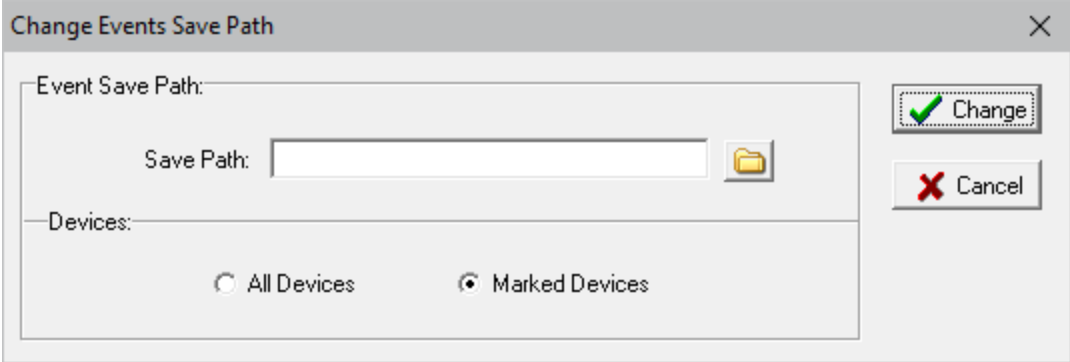 Change Events Save Path
Event Save Path:
Save Path:
Change
Cancel
Devices:
All Devices Marked Devices